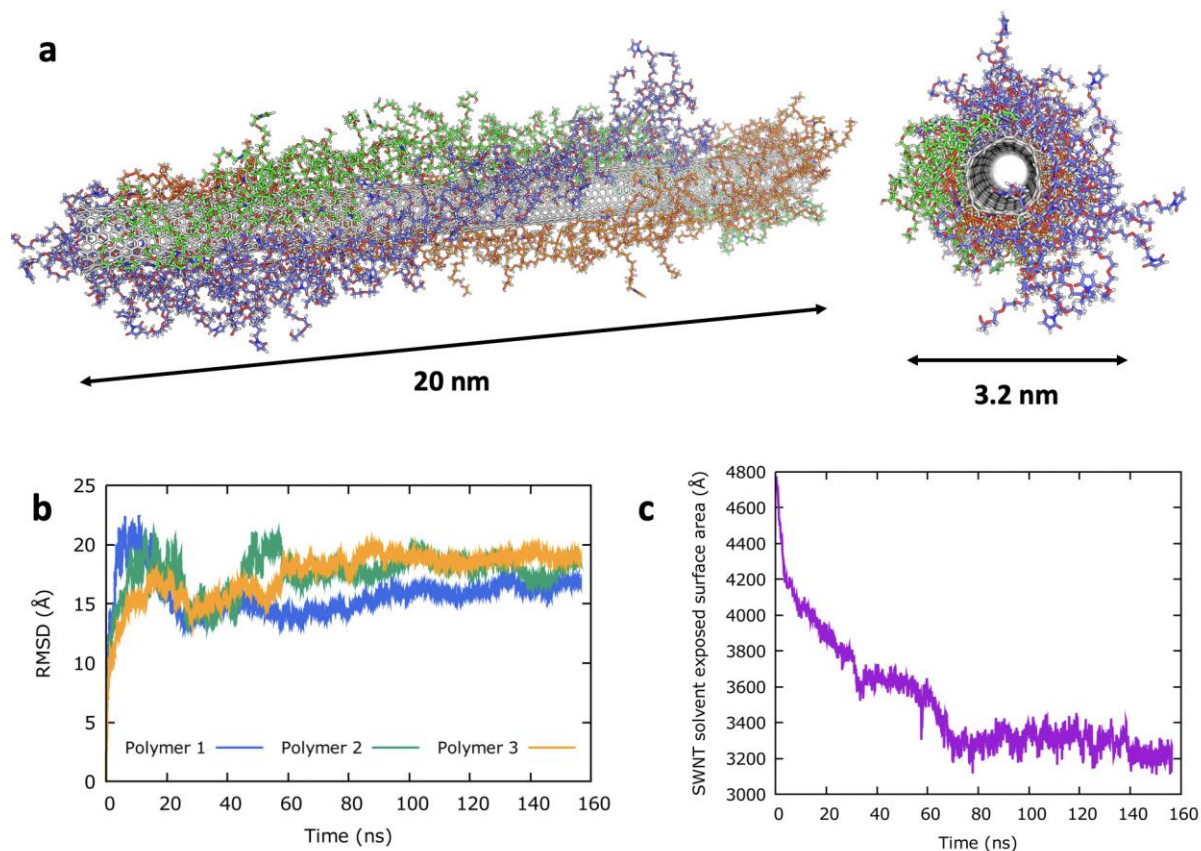 a
20 nm
3.2 nm
b
RMSD (Å)
25
20
15
10
5
0
Polymer 1 Polymer 2 Polymer 3
0 20 40 60 80 100 120 140 160
Time (ns)
c
SWNT solvent exposed surface area (Å)
4800
4600
4400
4200
4000
3800
3600
3400
3200
3000
0 20 40 60 80 100 120 140 160
Time (ns)